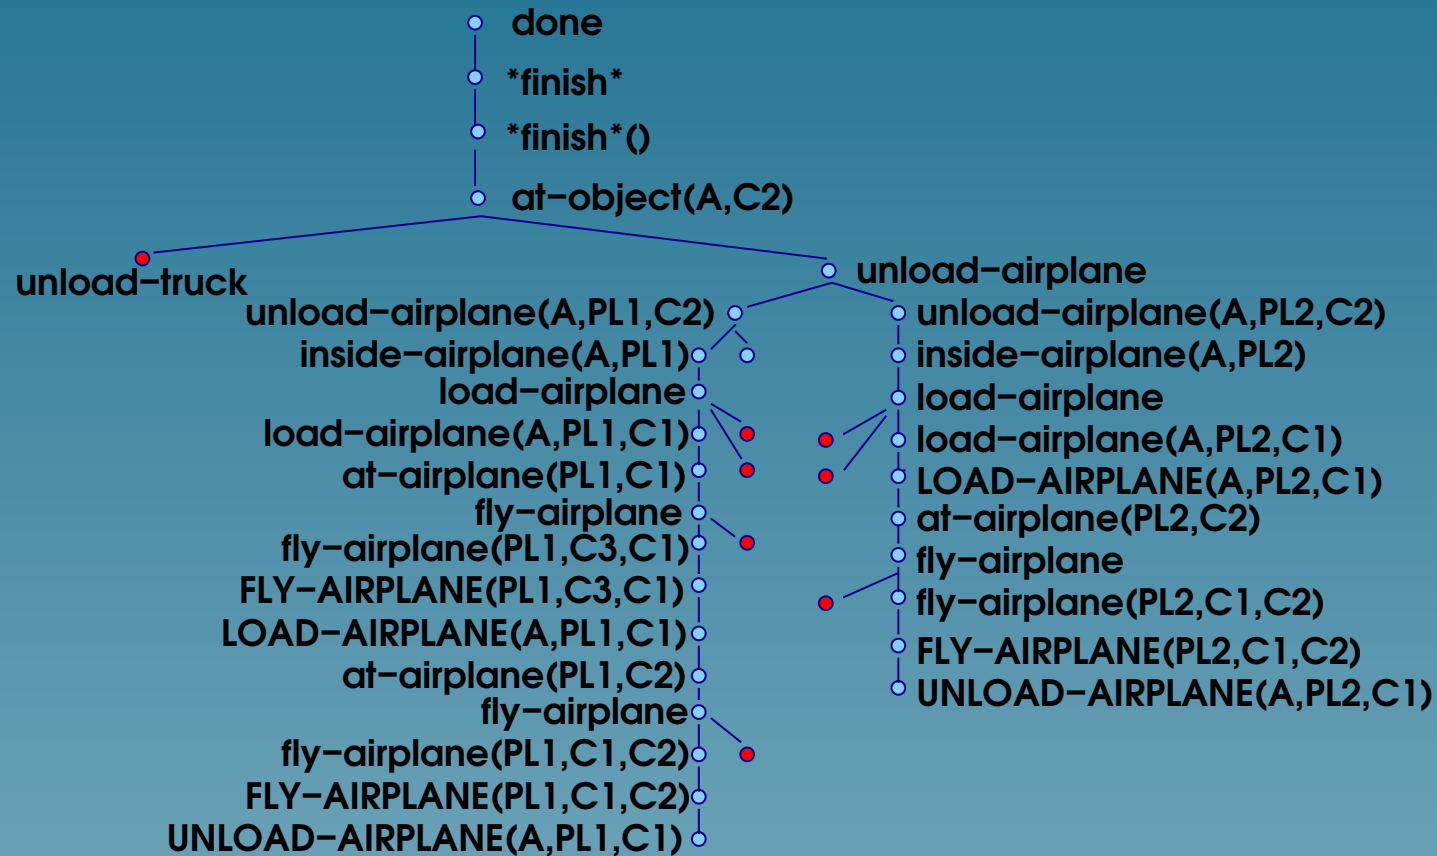 done
*finish*
*finish*()
at−object(A,C2)
unload−truck
unload−airplane
unload−airplane(A,PL1,C2)
inside−airplane(A,PL1)
load−airplane
load−airplane(A,PL1,C1)
at−airplane(PL1,C1)
fly−airplane
fly−airplane(PL1,C3,C1)
FLY−AIRPLANE(PL1,C3,C1)
LOAD−AIRPLANE(A,PL1,C1)
at−airplane(PL1,C2)
fly−airplane
fly−airplane(PL1,C1,C2)
FLY−AIRPLANE(PL1,C1,C2)
UNLOAD−AIRPLANE(A,PL1,C1)
unload−airplane(A,PL2,C2)
inside−airplane(A,PL2)
load−airplane
load−airplane(A,PL2,C1)
LOAD−AIRPLANE(A,PL2,C1)
at−airplane(PL2,C2)
fly−airplane
fly−airplane(PL2,C1,C2)
FLY−AIRPLANE(PL2,C1,C2)
UNLOAD−AIRPLANE(A,PL2,C1)